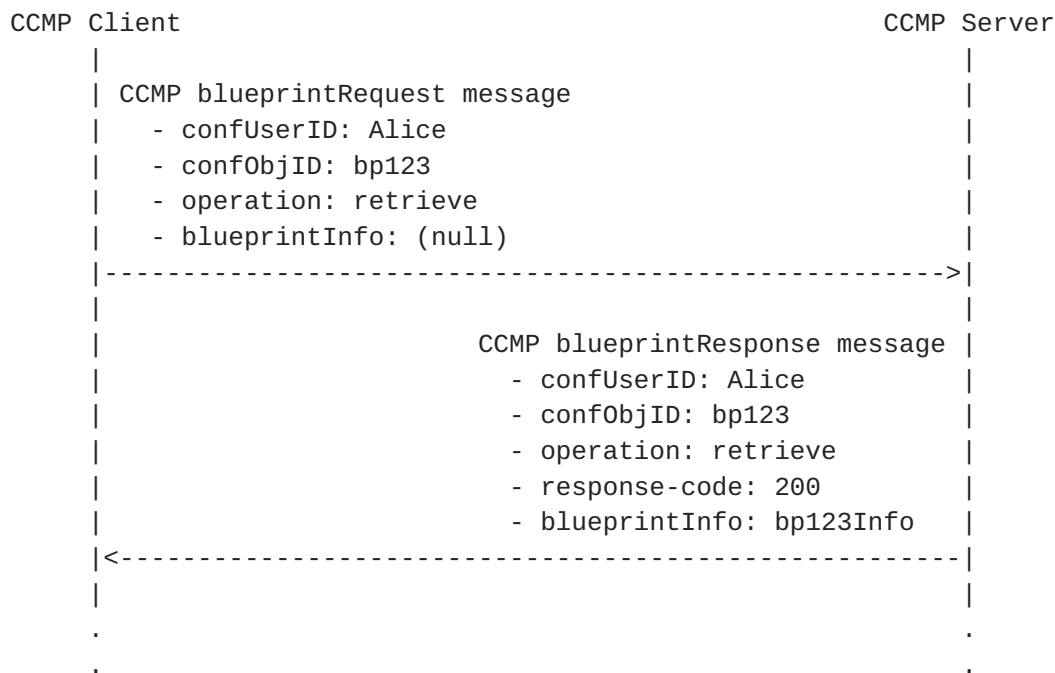 CCMP Client CCMP Server
CCMP blueprintRequest message
- confUserID: Alice
- confObjID: bp123
- operation: retrieve
- blueprintInfo: (null)
CCMP blueprintResponse message
- confUserID: Alice
- confObjID: bp123
- operation: retrieve
- response-code: 200
- blueprintInfo: bp123Info